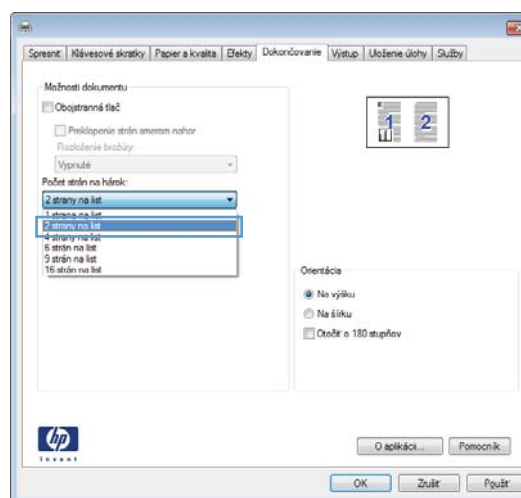 Spresniť Klávesové skratky Papier a kvalita Efekty Dokončovanie Výstup Uloženie úlohy Služby
Možnosti dokumentu
Obojstranná tlač
Preklopenie strán smerom nahor
Rozloženie brožúry:
Vypnuté
Počet strán na hárok:
2 strany na list
1 strana na list
2 strany na list
4 strany na list
6 strán na list
9 strán na list
16 strán na list
1 2
Orientácia
Na výšku
Na šírku
Otočiť o 180 stupňov
hp
invent
O aplikácii... Pomocník
OK Zrušiť Použiť